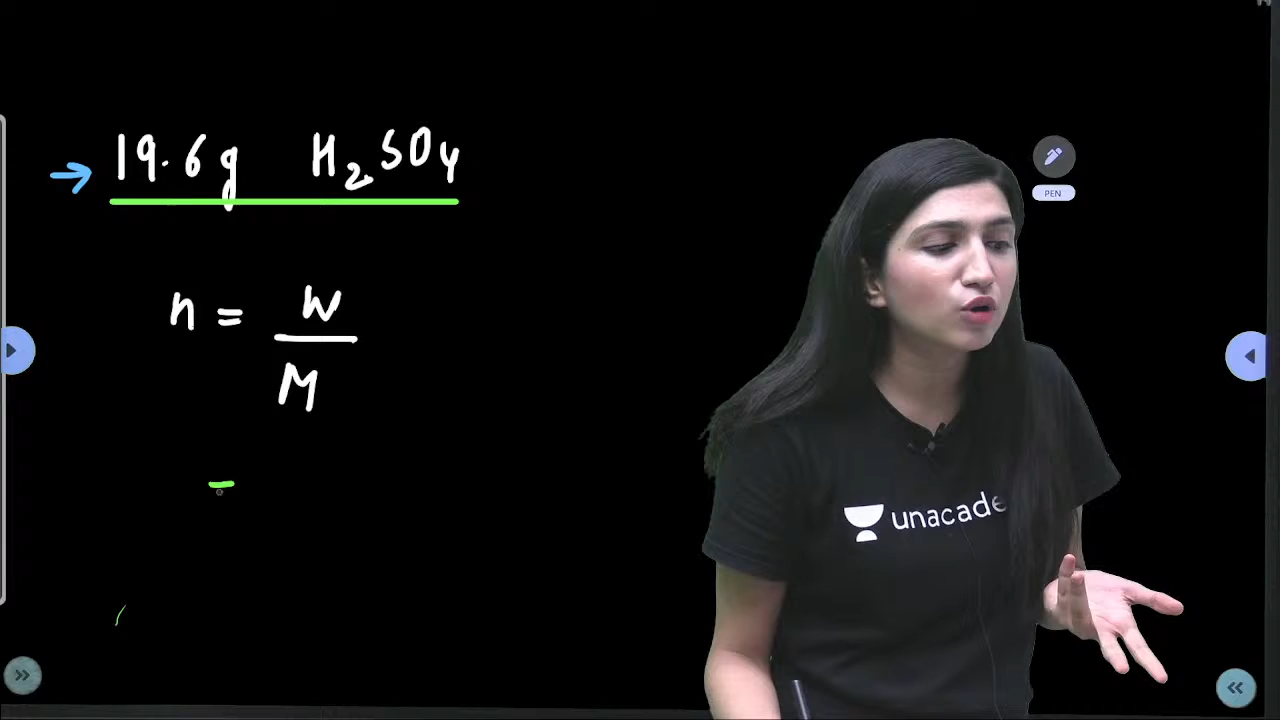 → 19.6g H₂SO₄
n = W
M
PEN
unacade